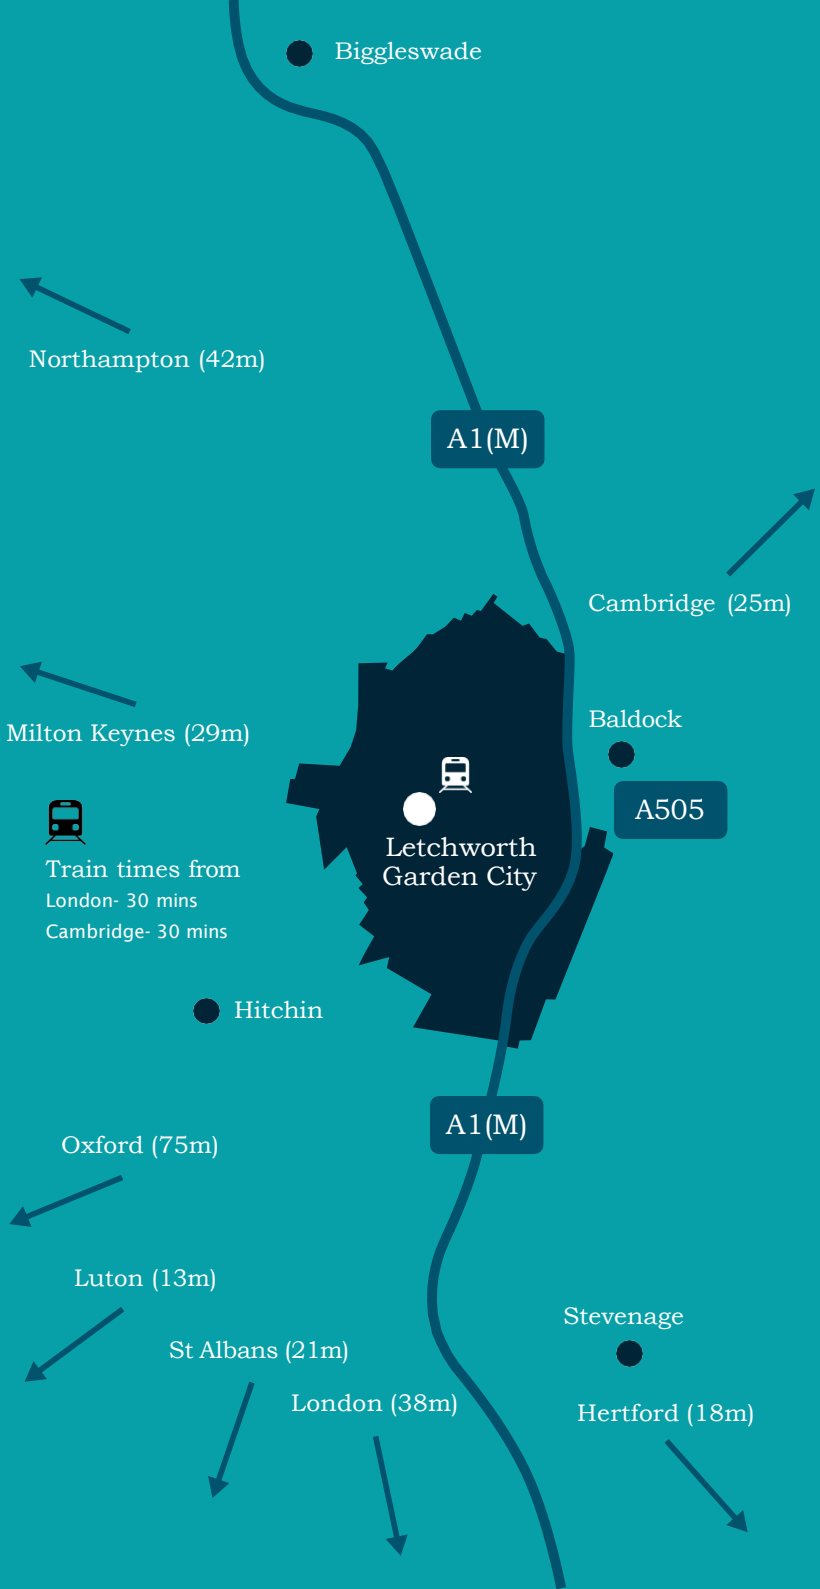 Biggleswade
Northampton (42m)
A1(M)
Cambridge (25m)
Baldock
Milton Keynes (29m)
A505
Letchworth
Garden City
Train times from
London- 30 mins
Cambridge- 30 mins
Hitchin
A1(M)
Oxford (75m)
Luton (13m)
Stevenage
St Albans (21m)
London (38m)
Hertford (18m)